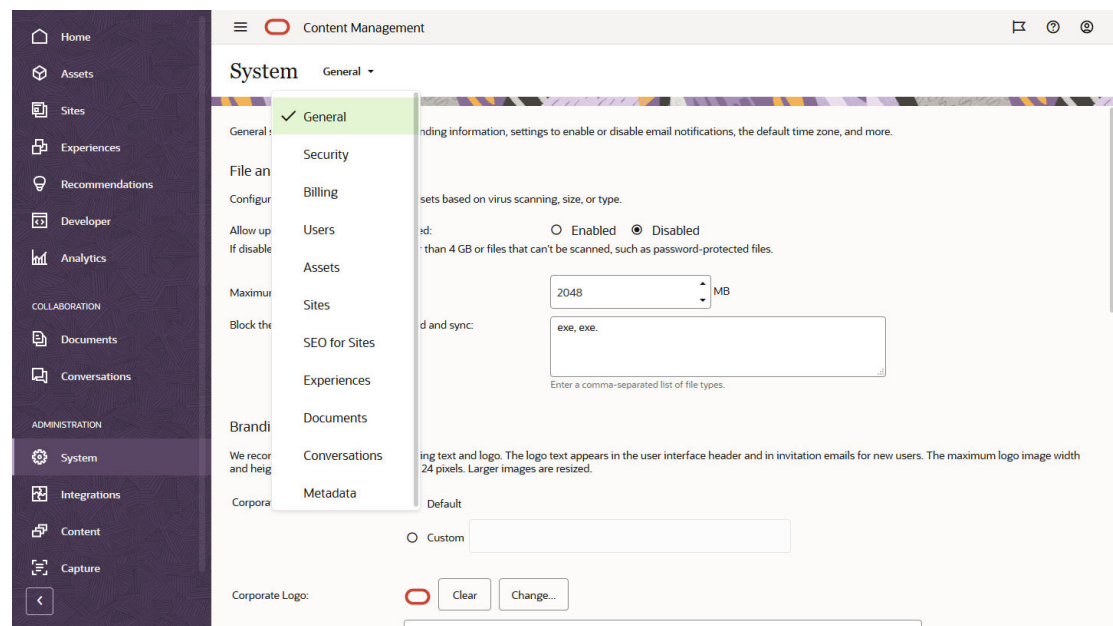 Content Management
Home
Assets
Sites
Experiences
Recommendations
Developer
Analytics
COLLABORATION
Documents
Conversations
ADMINISTRATION
System
Integrations
Content
Capture
System General
General
Security
Billing
Users
Assets
Sites
SEO for Sites
Experiences
Documents
Conversations
Metadata
General nding information, settings to enable or disable email notifications, the default time zone, and more.
File an
Configur sets based on virus scanning, size, or type.
Allow up ed: Enabled Disabled
If disable than 4 GB or files that can't be scanned, such as password-protected files.
Maximum 2048 MB
Block the d and sync: exe, exe.
Enter a comma-separated list of file types.
Brandi
We recor ing text and logo. The logo text appears in the user interface header and in invitation emails for new users. The maximum logo image width
and heig 24 pixels. Larger images are resized.
Corpora Default
Custom
Corporate Logo: Clear Change...